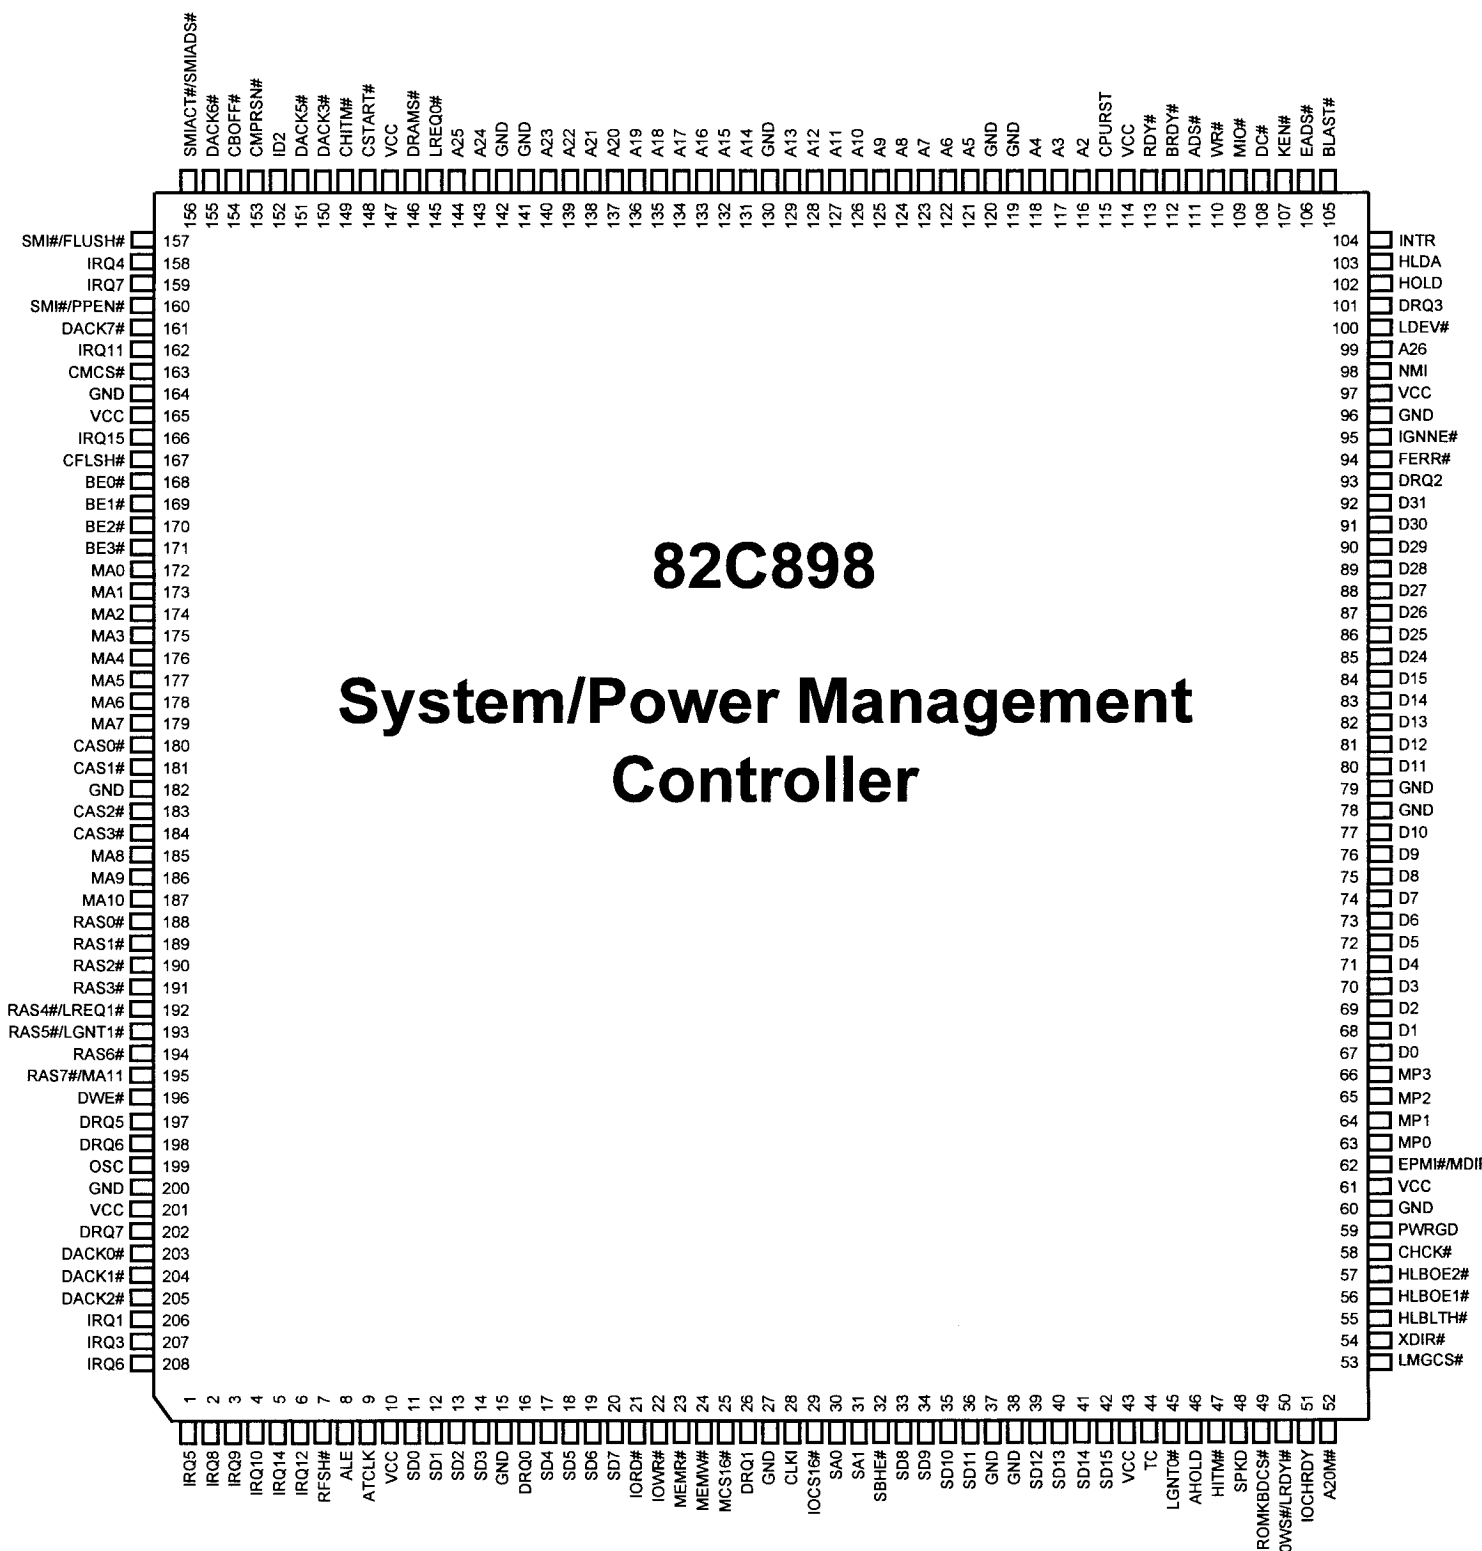 SMIACT#/SMIADS# DACK6# CBOFF# CMPRSN# ID2 DACK5# DACK3# CHITM# CSTART# VCC DRAMS# LREQ0# A25 A24 GND GND A23 A22 A21 A20 A19 A18 A17 A16 A15 A14 GND A13 A12 A11 A10 A9 A8 A7 A6 A5 GND GND A4 A3 A2 CPURST VCC RDY# BRDY# ADS# WR# MIO# DC# KEN# EADS# BLAST#
156 155 154 153 152 151 150 149 148 147 146 145 144 143 142 141 140 139 138 137 136 135 134 133 132 131 130 129 128 127 126 125 124 123 122 121 120 119 118 117 116 115 114 113 112 111 110 109 108 107 106 105
SMI#/FLUSH# 157 104 INTR
IRQ4 158 103 HLDA
IRQ7 159 102 HOLD
SMI#/PPEN# 160 101 DRQ3
DACK7# 161 100 LDEV#
IRQ11 162 99 A26
CMCS# 163 98 NMI
GND 164 97 VCC
VCC 165 96 GND
IRQ15 166 95 IGNNE#
CFLSH# 167 94 FERR#
BE0# 168 93 DRQ2
BE1# 169 92 D31
BE2# 170 91 D30
BE3# 171 90 D29
MA0 172 89 D28
MA1 173 88 D27
MA2 174 87 D26
MA3 175 86 D25
MA4 176 85 D24
MA5 177 84 D15
MA6 178 83 D14
MA7 179 82 D13
CAS0# 180 81 D12
CAS1# 181 80 D11
GND 182 79 GND
CAS2# 183 78 GND
CAS3# 184 77 D10
MA8 185 76 D9
MA9 186 75 D8
MA10 187 74 D7
RAS0# 188 73 D6
RAS1# 189 72 D5
RAS2# 190 71 D4
RAS3# 191 70 D3
RAS4#/LREQ1# 192 69 D2
RAS5#/LGNT1# 193 68 D1
RAS6# 194 67 D0
RAS7#/MA11 195 66 MP3
DWE# 196 65 MP2
DRQ5 197 64 MP1
DRQ6 198 63 MP0
OSC 199 62 EPMI#/MDI
GND 200 61 VCC
VCC 201 60 GND
DRQ7 202 59 PWRGD
DACK0# 203 58 CHCK#
DACK1# 204 57 HLBOE2#
DACK2# 205 56 HLBOE1#
IRQ1 206 55 HLBLTH#
IRQ3 207 54 XDIR#
IRQ6 208 53 LMGCS#
82C898
System/Power Management
Controller
1 2 3 4 5 6 7 8 9 10 11 12 13 14 15 16 17 18 19 20 21 22 23 24 25 26 27 28 29 30 31 32 33 34 35 36 37 38 39 40 41 42 43 44 45 46 47 48 49 50 51 52
IRQ5 IRQ8 IRQ9 IRQ10 IRQ14 IRQ12 RFSH# ALE ATCLK VCC SD0 SD1 SD2 SD3 GND DRQ0 SD4 SD5 SD6 SD7 IORD# IOWR# MEMR# MEMW# MCS16# DRQ1 GND CLKI IOCS16# SA0 SA1 SBHE# SD8 SD9 SD10 SD11 GND GND SD12 SD13 SD14 SD15 VCC TC LGNT0# AHOLD HITM# SPKD ROMKBDCS# 0WS#/LRDYI# IOCHRDY A20M#